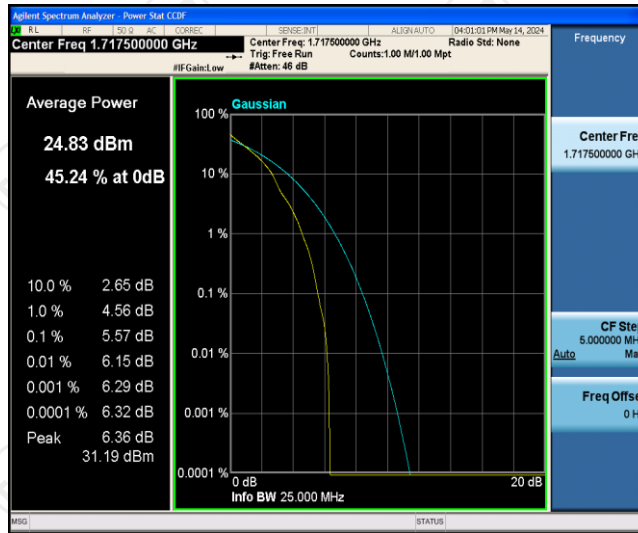 Agilent Spectrum Analyzer - Power Stat CCDF
RL RF 50 Ω AC CORREC SENSE:INT ALIGN AUTO 04:01:01 PM May 14, 2024
Center Freq 1.717500000 GHz
Center Freq: 1.717500000 GHz Radio Std: None
Trig: Free Run Counts:1.00 M/1.00 Mpt
#IFGain:Low #Atten: 46 dB
Frequency
Average Power
24.83 dBm
45.24 % at 0dB
10.0 % 2.65 dB
1.0 % 4.56 dB
0.1 % 5.57 dB
0.01 % 6.15 dB
0.001 % 6.29 dB
0.0001 % 6.32 dB
Peak 6.36 dB
31.19 dBm
Gaussian
100 %
10 %
1 %
0.1 %
0.01 %
0.001 %
0.0001 %
0 dB 20 dB
Info BW 25.000 MHz
Center Fre
1.717500000 GH
CF Ste
5.000000 MH
Auto Ma
Freq Offse
0 H
MSG STATUS